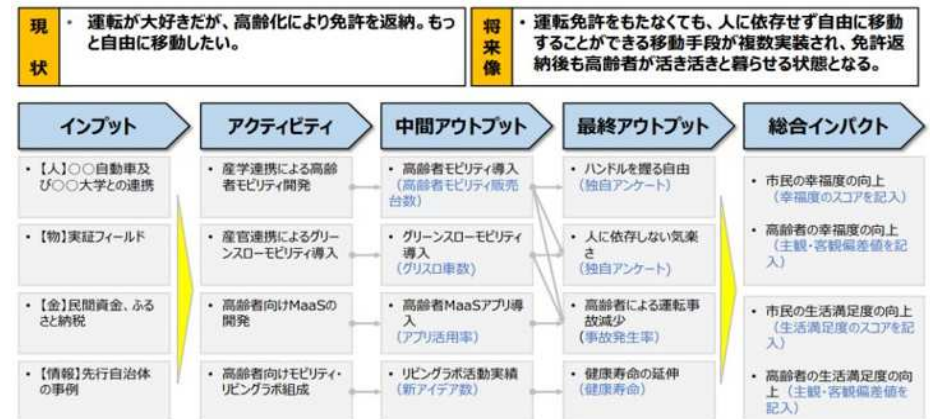 現
状
• 運転が大好きだが、高齢化により免許を返納。もっ
と自由に移動したい。
将
来
像
• 運転免許をもたなくても、人に依存せず自由に移動
することができる移動手段が複数実装され、免許返
納後も高齢者が活き活きと暮らせる状態となる。
インプット
アクティビティ
中間アウトプット
最終アウトプット
総合インパクト
• 【人】○○自動車及
び○○大学との連携
• 【物】実証フィールド
• 【金】民間資金、ふる
さと納税
• 【情報】先行自治体
の事例
• 産学連携による高齢
者モビリティ開発
• 産官連携によるグリー
ンスローモビリティ導入
• 高齢者向けMaaSの
開発
• 高齢者向けモビリティ・
リビングラボ組成
• 高齢者モビリティ導入
(高齢者モビリティ販売
台数)
• グリーンスローモビリティ
導入
(グリスロ車数)
• 高齢者MaaSアプリ導
入
(アプリ活用率)
• リビングラボ活動実績
(新アイデア数)
• ハンドルを握る自由
(独自アンケート)
• 人に依存しない気楽
さ
(独自アンケート)
• 高齢者による運転事
故減少
(事故発生率)
• 健康寿命の延伸
(健康寿命)
• 市民の幸福度の向上
(幸福度のスコアを記入)
• 高齢者の幸福度の向上
(主観・客観偏差値を記
入)
• 市民の生活満足度の向上
(生活満足度のスコアを記
入)
• 高齢者の生活満足度の向
上(主観・客観偏差値を
記入)